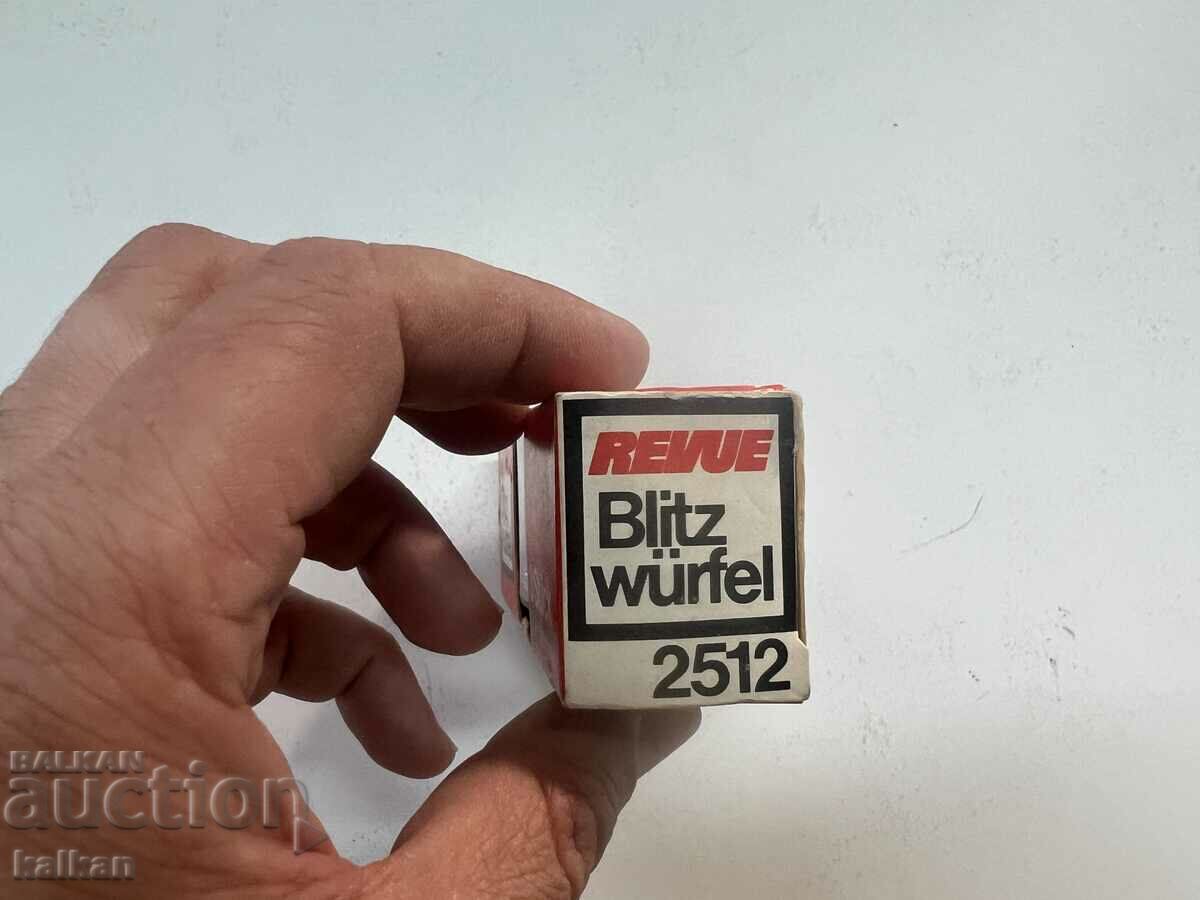 REVUE
Blitz
würfel
2512
BALKAN
auction
kalkan